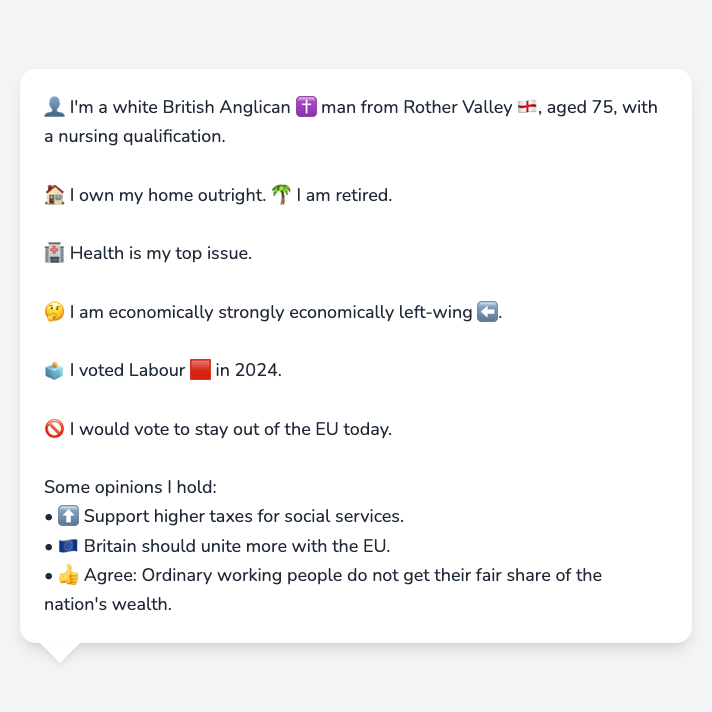 👤 I'm a white British Anglican ✝️ man from Rother Valley 🏴󠁧󠁢󠁥󠁮󠁧󠁿, aged 75, with
a nursing qualification.
🏠 I own my home outright. 🌴 I am retired.
🏥 Health is my top issue.
🤔 I am economically strongly economically left-wing ⬅️.
🗳️ I voted Labour 🟥 in 2024.
🚫 I would vote to stay out of the EU today.
Some opinions I hold:
• ⬆️ Support higher taxes for social services.
• 🇪🇺 Britain should unite more with the EU.
• 👍 Agree: Ordinary working people do not get their fair share of the
nation's wealth.